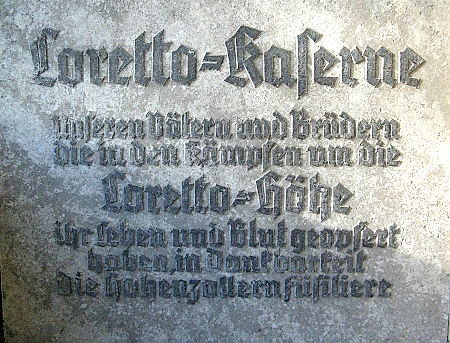 Loretto-Kaserne
Unseren Vätern und Brüdern
die in den Kämpfen um die
Loretto-Höhe
ihr Leben und Blut geopfert
haben, in Dankbarkeit
die Hohenzollernfüsiliere